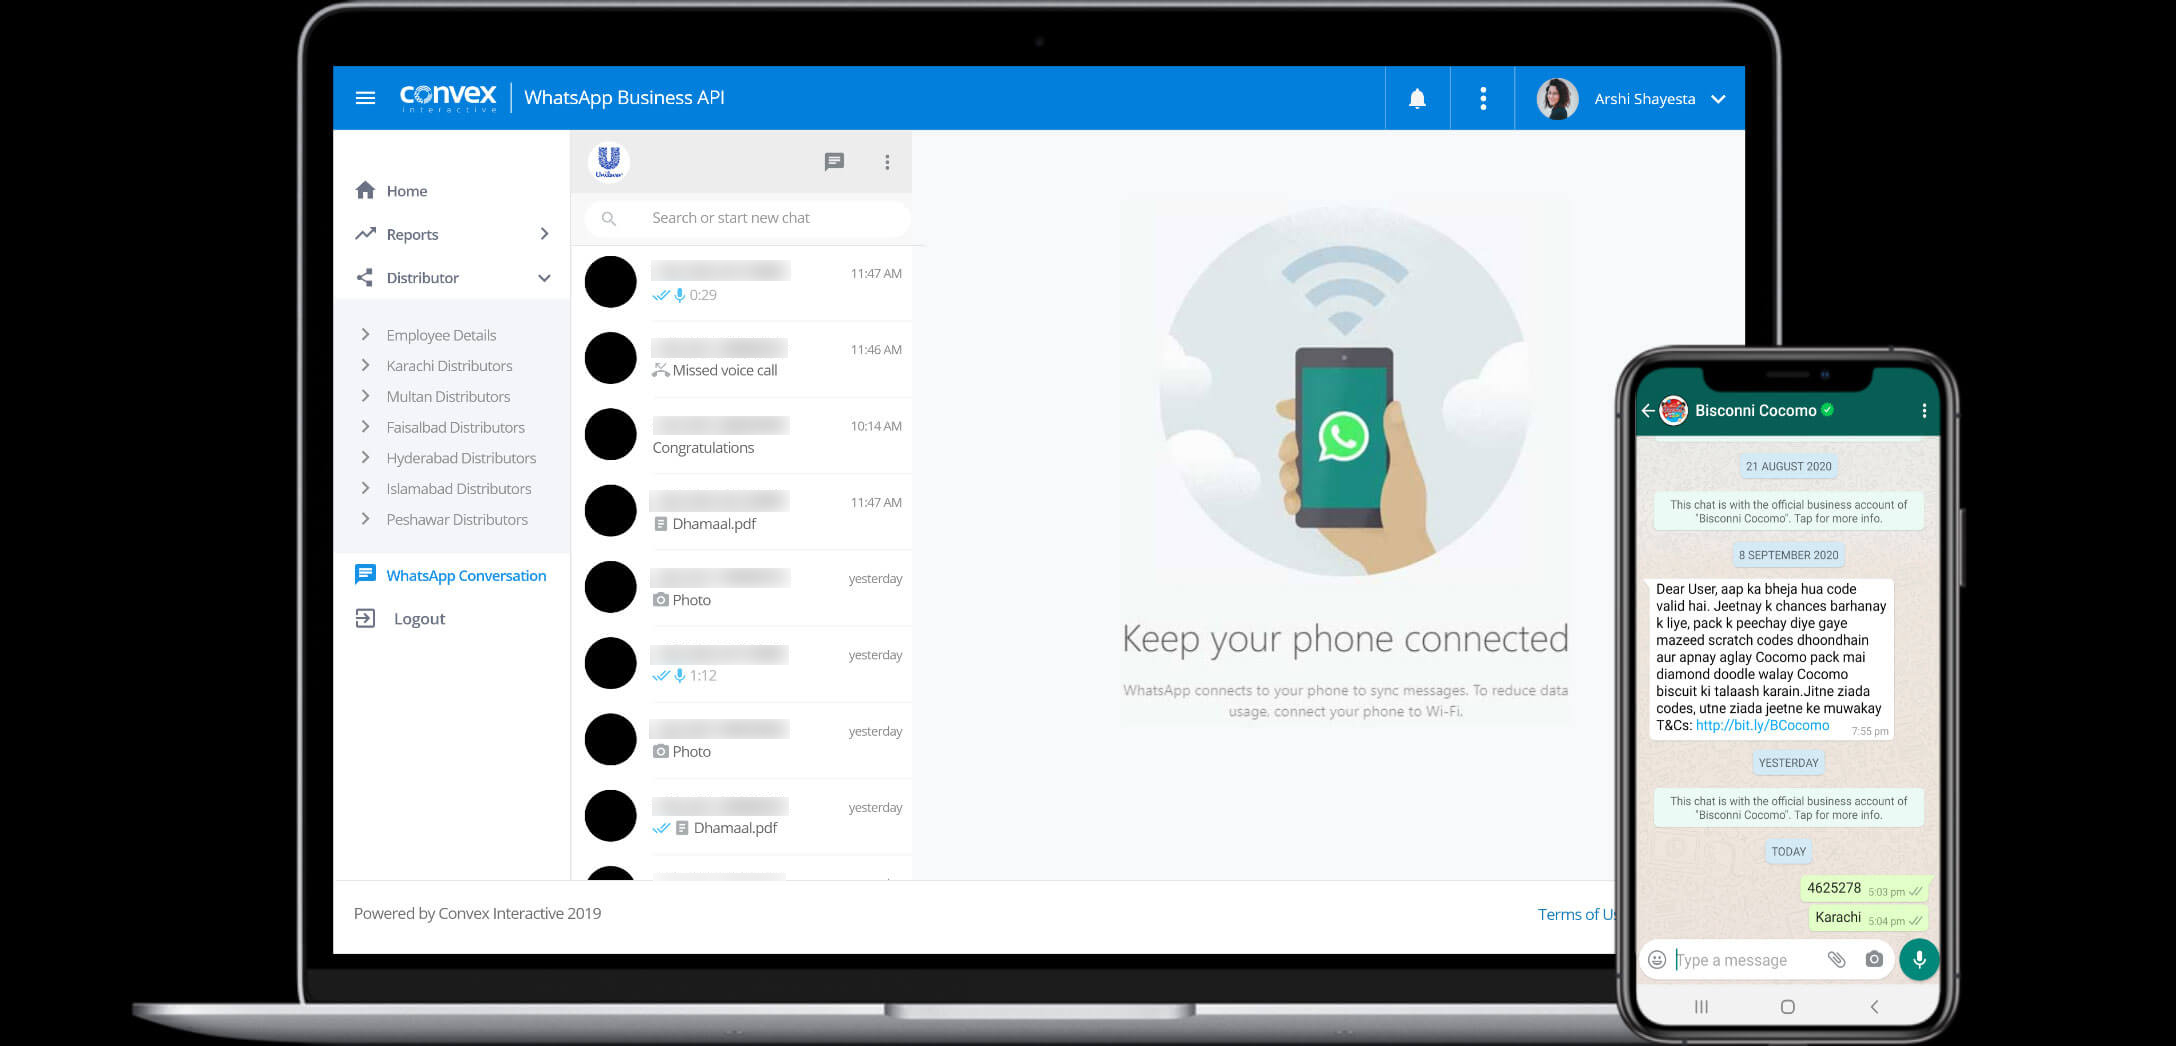 convex
interactive
WhatsApp Business API
Arshi Shayesta
Home
Reports
Distributor
Employee Details
Karachi Distributors
Multan Distributors
Faisalbad Distributors
Hyderabad Distributors
Islamabad Distributors
Peshawar Distributors
WhatsApp Conversation
Logout
Unilever
Search or start new chat
11:47 AM
0:29
11:46 AM
Missed voice call
10:14 AM
Congratulations
11:47 AM
Dhamaal.pdf
yesterday
Photo
yesterday
1:12
yesterday
Photo
yesterday
Dhamaal.pdf
Keep your phone connected
WhatsApp connects to your phone to sync messages. To reduce data
usage, connect your phone to Wi-Fi.
Powered by Convex Interactive 2019
Terms of Us
Bisconni Cocomo
21 AUGUST 2020
This chat is with the official business account of
"Bisconni Cocomo". Tap for more info.
8 SEPTEMBER 2020
Dear User, aap ka bheja hua code
valid hai. Jeetnay k chances barhanay
k liye, pack k peechay diye gaye
mazeed scratch codes dhoondhain
aur apnay aglay Cocomo pack mai
diamond doodle walay Cocomo
biscuit ki talaash karain.Jitne ziada
codes, utne ziada jeetne ke muwakay
T&Cs: http://bit.ly/BCocomo
7:55 pm
YESTERDAY
This chat is with the official business account of
"Bisconni Cocomo". Tap for more info.
TODAY
4625278 5:03 pm
Karachi 5:04 pm
Type a message